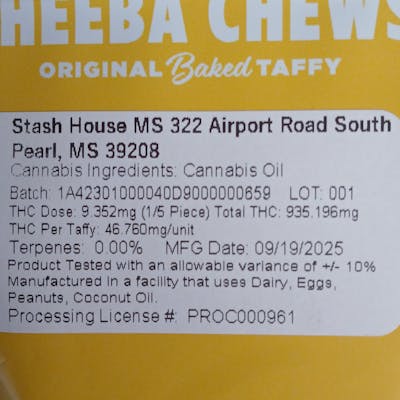 HEEBA CHEWS
ORIGINAL Baked TAFFY
Stash House MS 322 Airport Road South
Pearl, MS 39208
Cannabis Ingredients: Cannabis Oil
Batch: 1A42301000040D9000000659 LOT: 001
THC Dose: 9.352mg (1/5 Piece) Total THC: 935.196mg
THC Per Taffy: 46.760mg/unit
Terpenes: 0.00% MFG Date: 09/19/2025
Product Tested with an allowable variance of +/- 10%
Manufactured in a facility that uses Dairy, Eggs,
Peanuts, Coconut Oil.
Processing License #: PROC000961